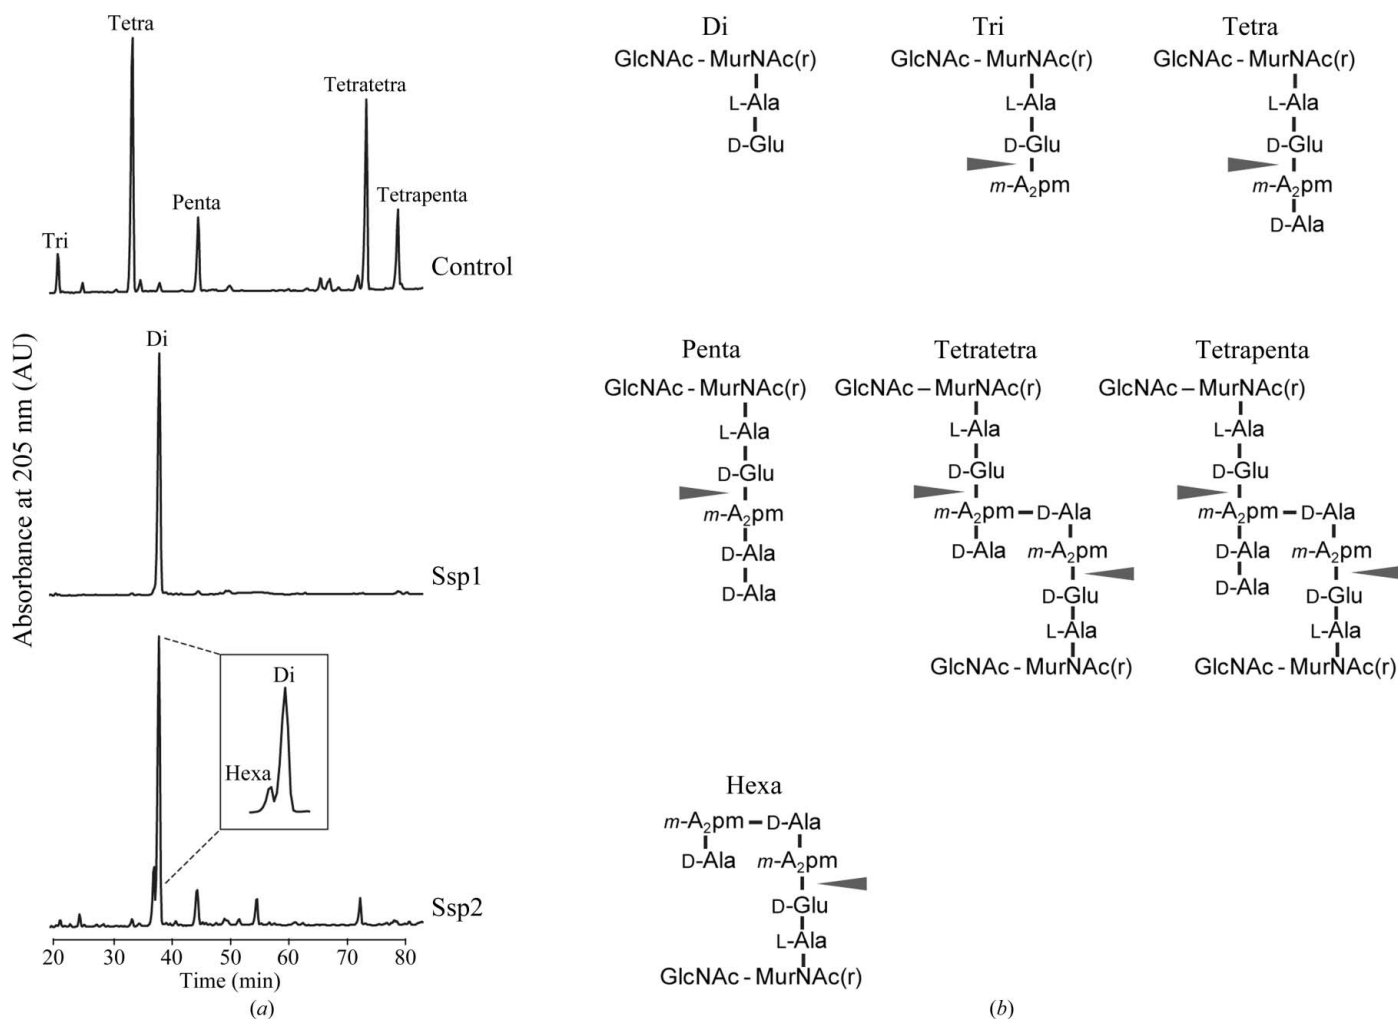 Absorbance at 205 nm (AU)
Tetra
Tetratetra
Penta
Tetrapenta
Tri
Control
Di
Ssp1
Di
Hexa
Ssp2
20 30 40 50 60 70 80
Time (min)
(a)
Di
GlcNAc - MurNAc(r)
L-Ala
D-Glu
Tri
GlcNAc - MurNAc(r)
L-Ala
D-Glu
m-A2pm
Tetra
GlcNAc - MurNAc(r)
L-Ala
D-Glu
m-A2pm
D-Ala
Penta
GlcNAc - MurNAc(r)
L-Ala
D-Glu
m-A2pm
D-Ala
D-Ala
Tetratetra
GlcNAc – MurNAc(r)
L-Ala
D-Glu
m-A2pm – D-Ala
D-Ala m-A2pm
D-Glu
L-Ala
GlcNAc - MurNAc(r)
Tetrapenta
GlcNAc - MurNAc(r)
L-Ala
D-Glu
m-A2pm – D-Ala
D-Ala m-A2pm
D-Ala D-Glu
L-Ala
GlcNAc - MurNAc(r)
Hexa
m-A2pm – D-Ala
D-Ala m-A2pm
D-Glu
L-Ala
GlcNAc - MurNAc(r)
(b)